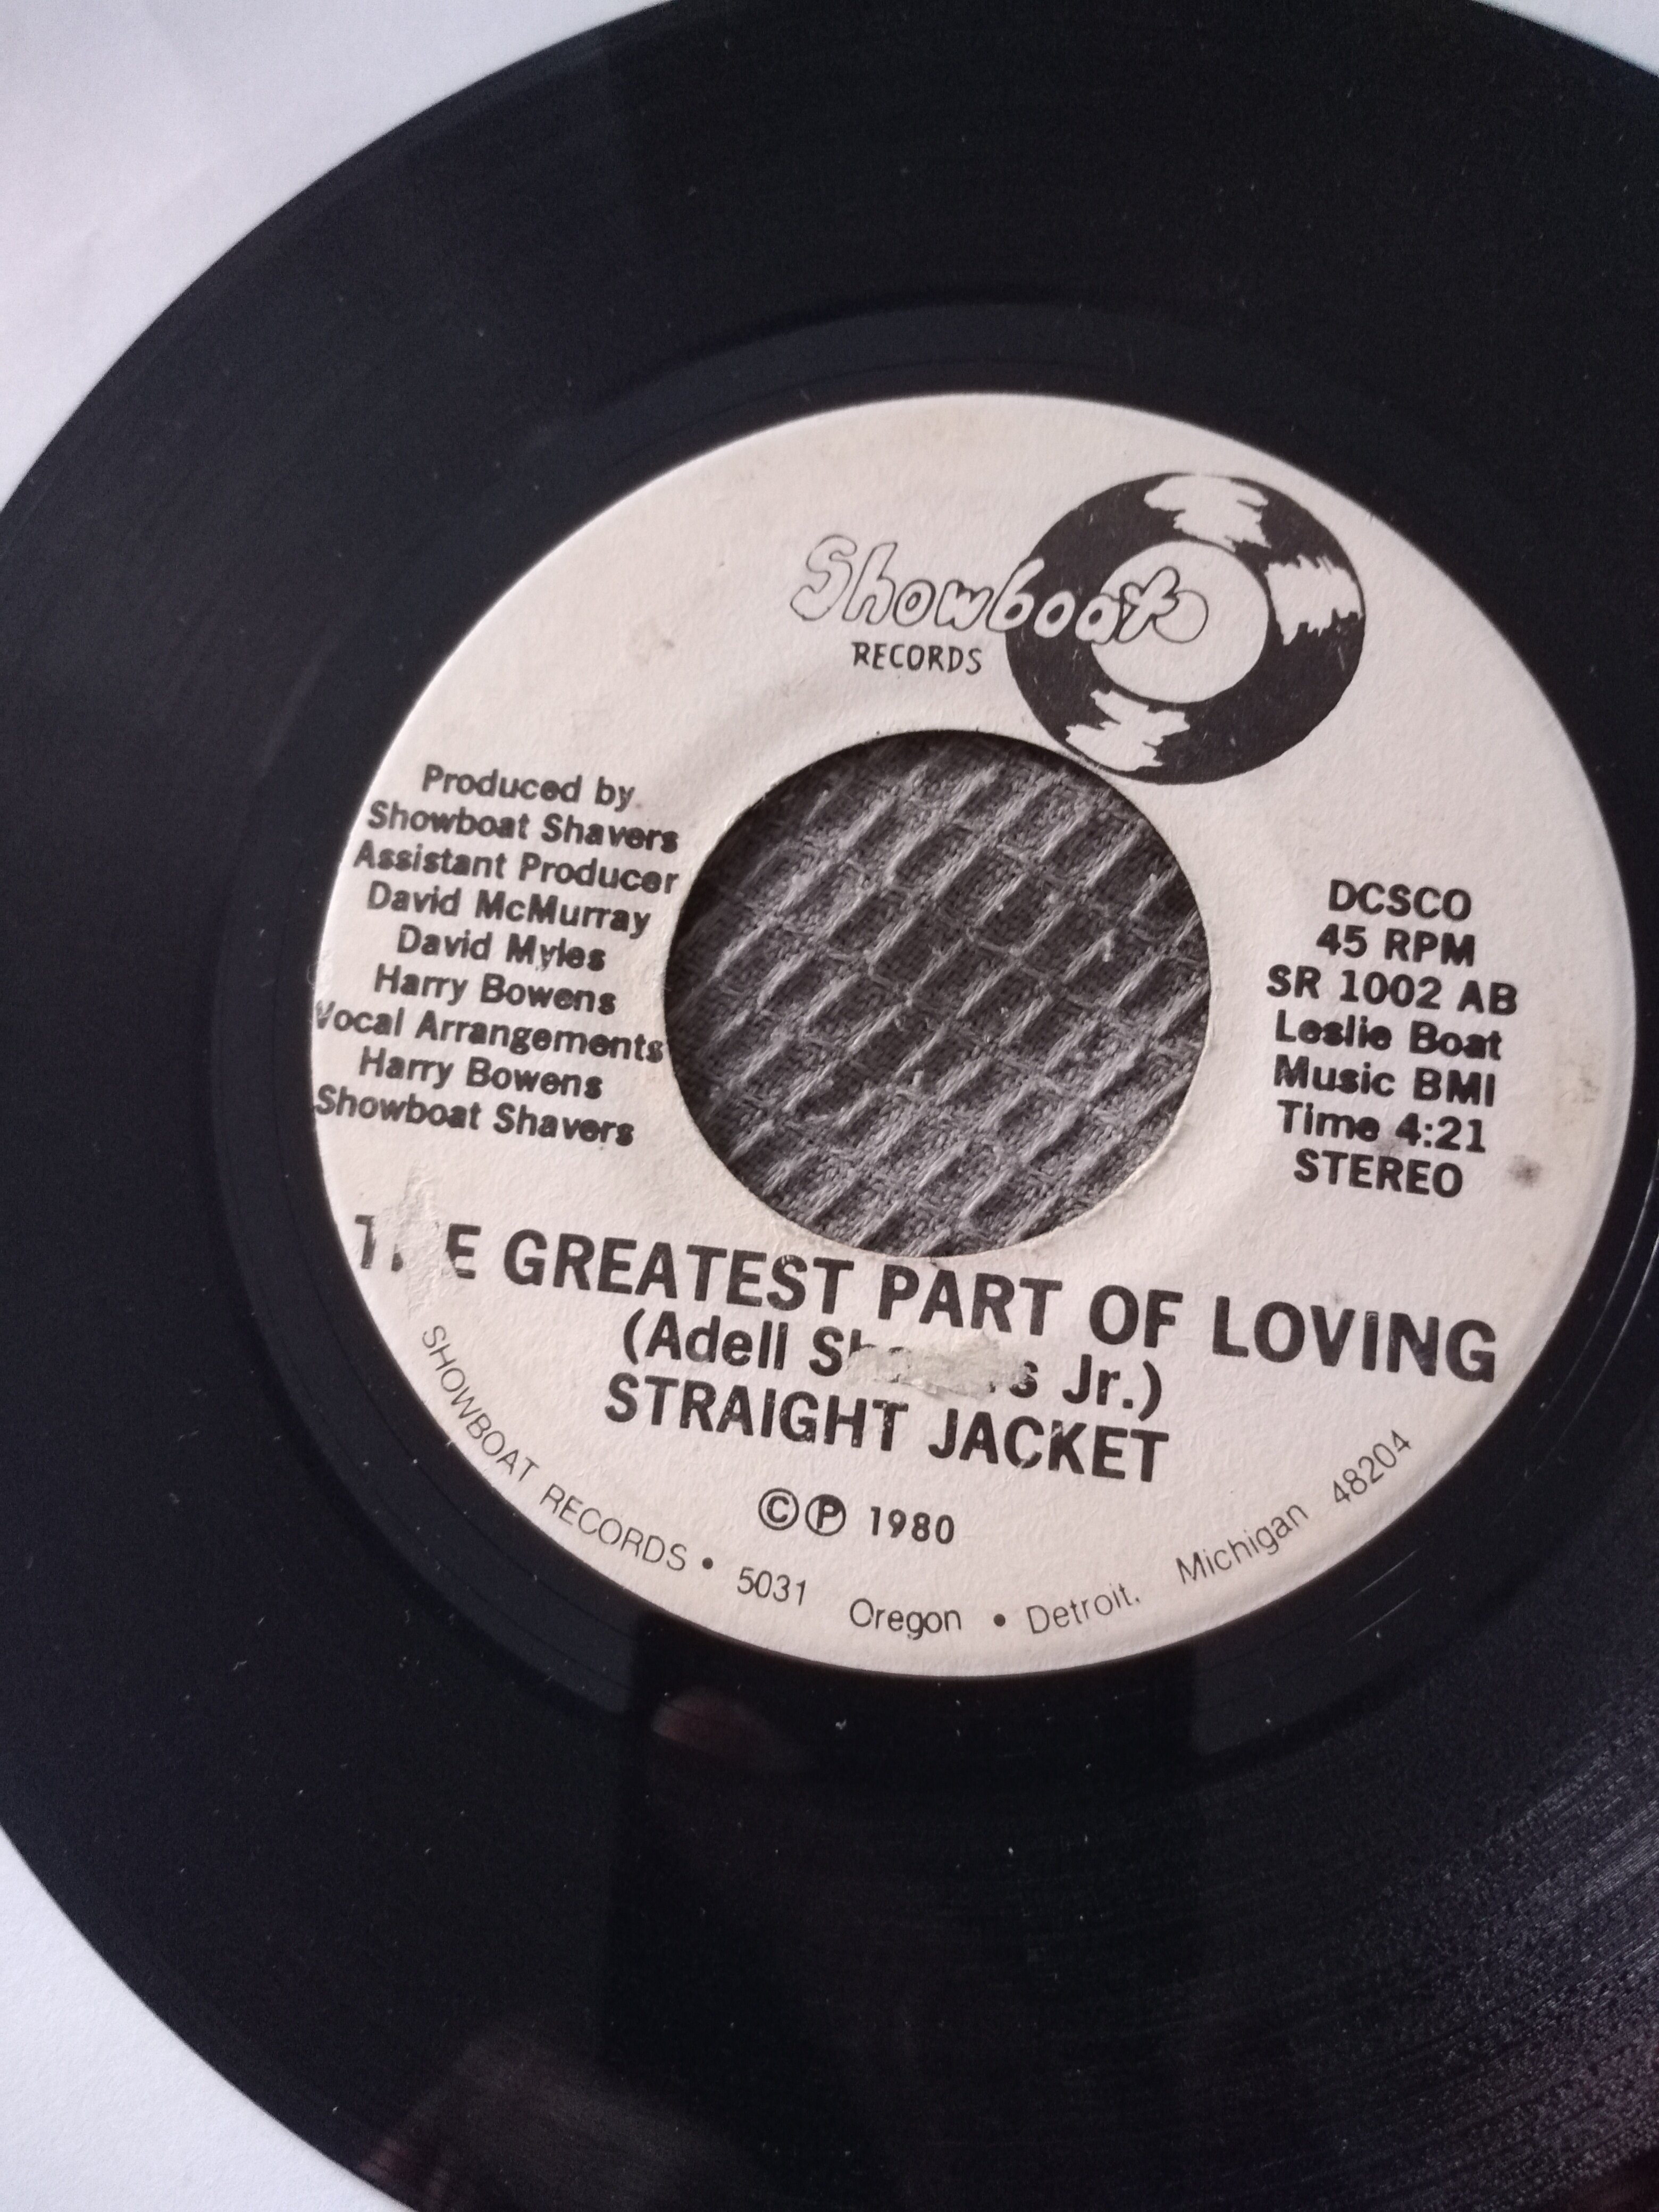 Showboat
RECORDS
Produced by
Showboat Shavers
Assistant Producer
David McMurray
David Myles
Harry Bowens
Vocal Arrangements
Harry Bowens
Showboat Shavers
DCSCO
45 RPM
SR 1002 AB
Leslie Boat
Music BMI
Time 4:21
STEREO
THE GREATEST PART OF LOVING
(Adell Jr.)
STRAIGHT JACKET
©℗ 1980
SHOWBOAT RECORDS • 5031 Oregon • Detroit, Michigan 48204